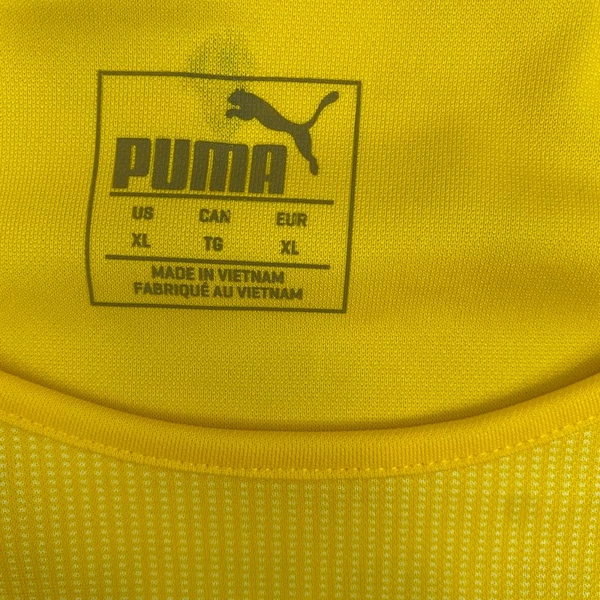 PUMA
US CAN EUR
XL TG XL
MADE IN VIETNAM
FABRIQUÉ AU VIETNAM